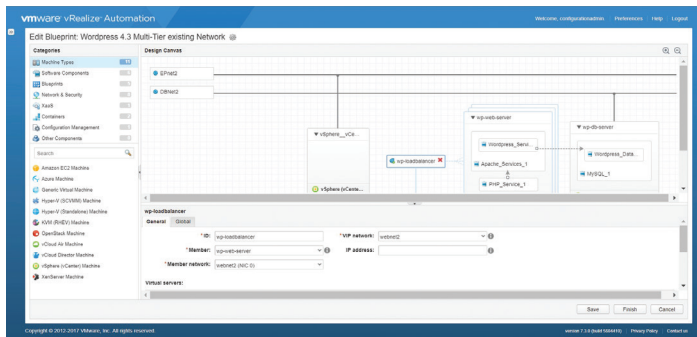 vmware vRealize Automation
Welcome, configurationadmin Preferences Help Logout
Edit Blueprint: Wordpress 4.3 Multi-Tier existing Network
Categories
Machine Types
Software Components
Blueprints
Network & Security
XaaS
Containers
Configuration Management
Other Components
Search
Amazon EC2 Machine
Azure Machine
Generic Virtual Machine
Hyper-V (SCVMM) Machine
Hyper-V (Standalone) Machine
KVM (RHEV) Machine
OpenStack Machine
vCloud Air Machine
vCloud Director Machine
vSphere (vCenter) Machine
XenServer Machine
Design Canvas
EPnet2
DBNet2
vSphere__vCe...
vSphere (vCente...
wp-loadbalancer
wp-web-server
Wordpress_Servi...
Apache_Services_1
PHP_Service_1
wp-db-server
Wordpress_Data...
MySQL_1
wp-loadbalancer
General Global
*ID: wp-loadbalancer *VIP network: webnet2
*Member: wp-web-server IP address:
*Member network: webnet2 (NIC 0)
Virtual servers:
Save Finish Cancel
Copyright © 2012-2017 VMware, Inc. All rights reserved.
Privacy Policy Contact us